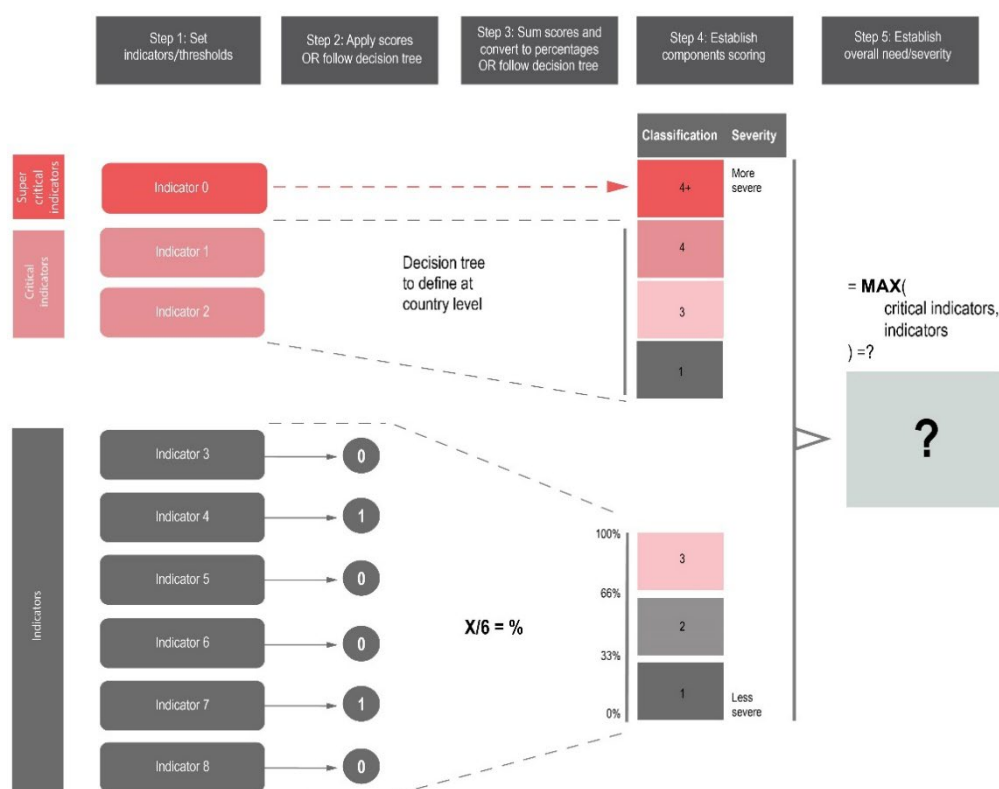 Step 1: Set
indicators/thresholds
Step 2: Apply scores
OR follow decision tree
Step 3: Sum scores and
convert to percentages
OR follow decision tree
Step 4: Establish
components scoring
Step 5: Establish
overall need/severity
Classification
Severity
Super
critical
indicators
Indicator 0
4+
More
severe
Critical
Indicators
Indicator 1
Indicator 2
Decision tree
to define at
country level
4
3
1
= MAX(
critical indicators,
indicators
) =?
?
Indicators
Indicator 3
0
Indicator 4
1
Indicator 5
0
Indicator 6
0
Indicator 7
1
Indicator 8
0
X/6 = %
100%
66%
33%
0%
3
2
1
Less
severe